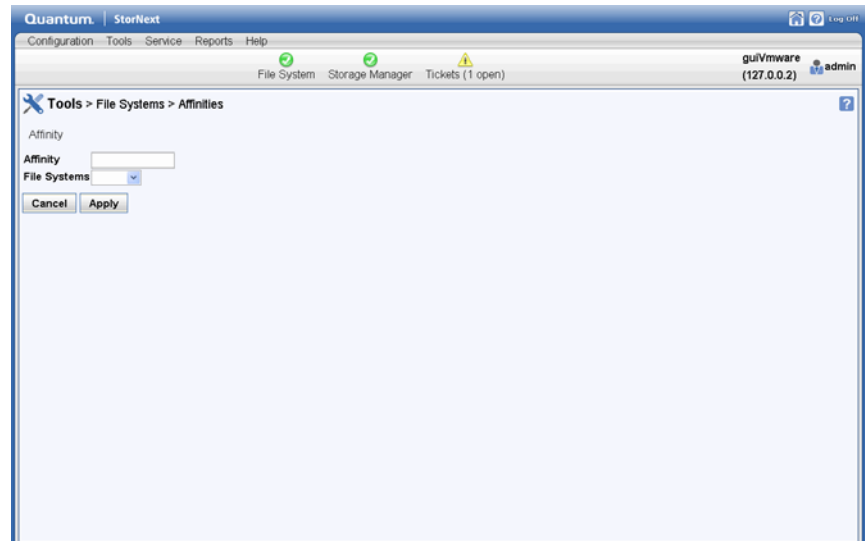 Quantum. | StorNext
Log Off
Configuration Tools Service Reports Help
File System Storage Manager Tickets (1 open)
guiVmware
(127.0.0.2)
admin
Tools > File Systems > Affinities
Affinity
Affinity
File Systems
Cancel Apply